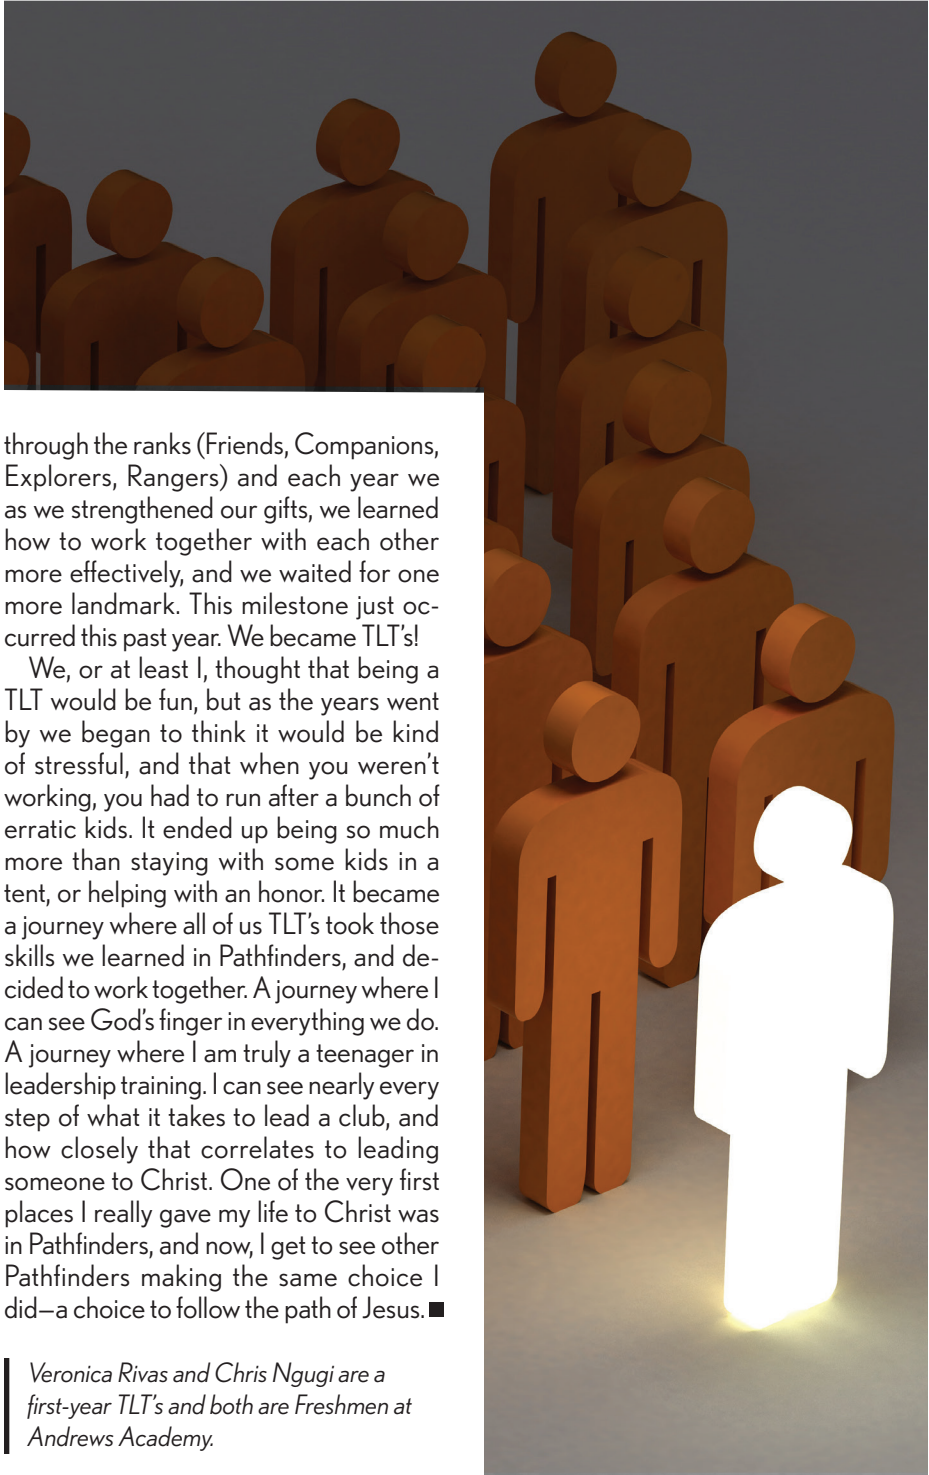 through the ranks (Friends, Companions,
Explorers, Rangers) and each year we
as we strengthened our gifts, we learned
how to work together with each other
more effectively, and we waited for one
more landmark. This milestone just oc-
curred this past year. We became TLT's!
We, or at least I, thought that being a
TLT would be fun, but as the years went
by we began to think it would be kind
of stressful, and that when you weren't
working, you had to run after a bunch of
erratic kids. It ended up being so much
more than staying with some kids in a
tent, or helping with an honor. It became
a journey where all of us TLT's took those
skills we learned in Pathfinders, and de-
cided to work together. A journey where I
can see God's finger in everything we do.
A journey where I am truly a teenager in
leadership training. I can see nearly every
step of what it takes to lead a club, and
how closely that correlates to leading
someone to Christ. One of the very first
places I really gave my life to Christ was
in Pathfinders, and now, I get to see other
Pathfinders making the same choice I
did—a choice to follow the path of Jesus. ■
Veronica Rivas and Chris Ngugi are a
first-year TLT's and both are Freshmen at
Andrews Academy.